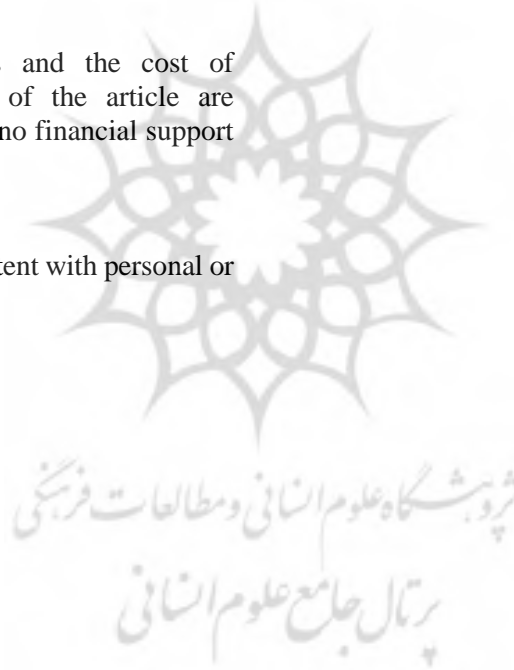 and the cost of
of the article are
no financial support
tent with personal or
پژوهشگاه علوم انسانی و مطالعات فرهنگی
پرتال جامع علوم انسانی